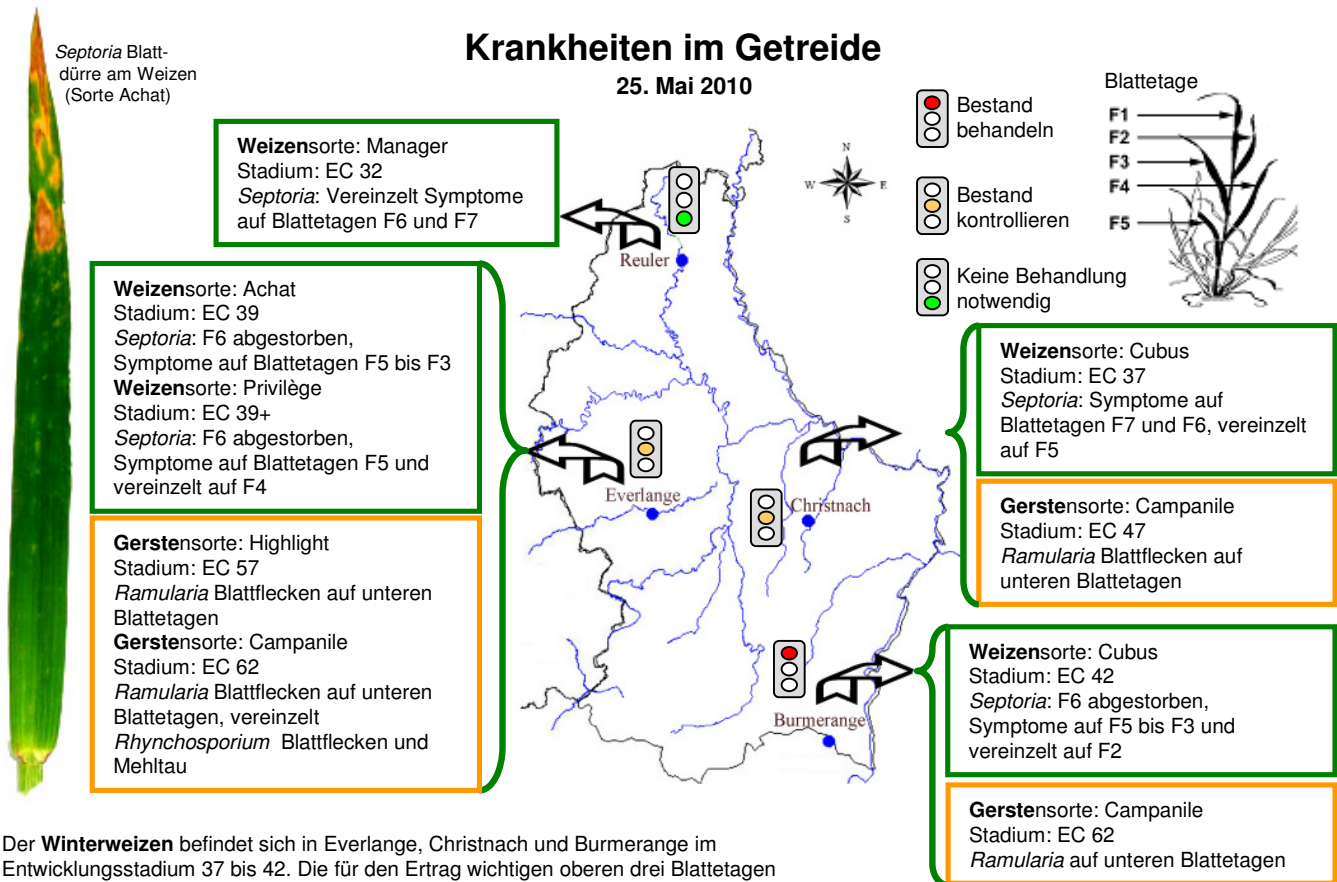 Krankheiten im Getreide
25. Mai 2010
Septoria Blatt-
dürre am Weizen
(Sorte Achat)
Bestand
behandeln
Bestand
kontrollieren
Keine Behandlung
notwendig
Blattetage
F1
F2
F3
F4
F5
N
W
E
S
Weizensorte: Manager
Stadium: EC 32
Septoria: Vereinzelt Symptome
auf Blattetagen F6 und F7
Reuler
Weizensorte: Achat
Stadium: EC 39
Septoria: F6 abgestorben,
Symptome auf Blattetagen F5 bis F3
Weizensorte: Privilège
Stadium: EC 39+
Septoria: F6 abgestorben,
Symptome auf Blattetagen F5 und
vereinzelt auf F4
Gerstensorte: Highlight
Stadium: EC 57
Ramularia Blattflecken auf unteren
Blattetagen
Gerstensorte: Campanile
Stadium: EC 62
Ramularia Blattflecken auf unteren
Blattetagen, vereinzelt
Rhynchosporium Blattflecken und
Mehltau
Everlange
Christnach
Burmerange
Weizensorte: Cubus
Stadium: EC 37
Septoria: Symptome auf
Blattetagen F7 und F6, vereinzelt
auf F5
Gerstensorte: Campanile
Stadium: EC 47
Ramularia Blattflecken auf
unteren Blattetagen
Weizensorte: Cubus
Stadium: EC 42
Septoria: F6 abgestorben,
Symptome auf F5 bis F3 und
vereinzelt auf F2
Gerstensorte: Campanile
Stadium: EC 62
Ramularia auf unteren Blattetagen
Der Winterweizen befindet sich in Everlange, Christnach und Burmerange im
Entwicklungsstadium 37 bis 42. Die für den Ertrag wichtigen oberen drei Blattetagen